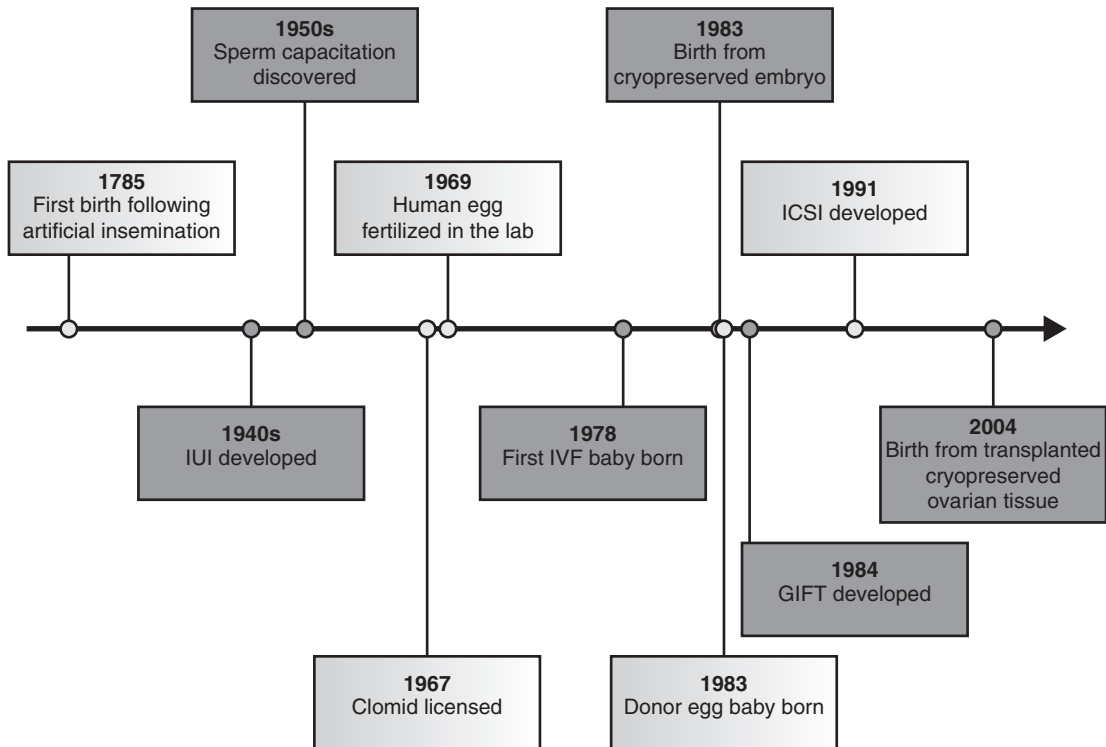 1950s
Sperm capacitation
discovered
1983
Birth from
cryopreserved embryo
1785
First birth following
artificial insemination
1969
Human egg
fertilized in the lab
1991
ICSI developed
1940s
IUI developed
1978
First IVF baby born
2004
Birth from transplanted
cryopreserved
ovarian tissue
1984
GIFT developed
1967
Clomid licensed
1983
Donor egg baby born